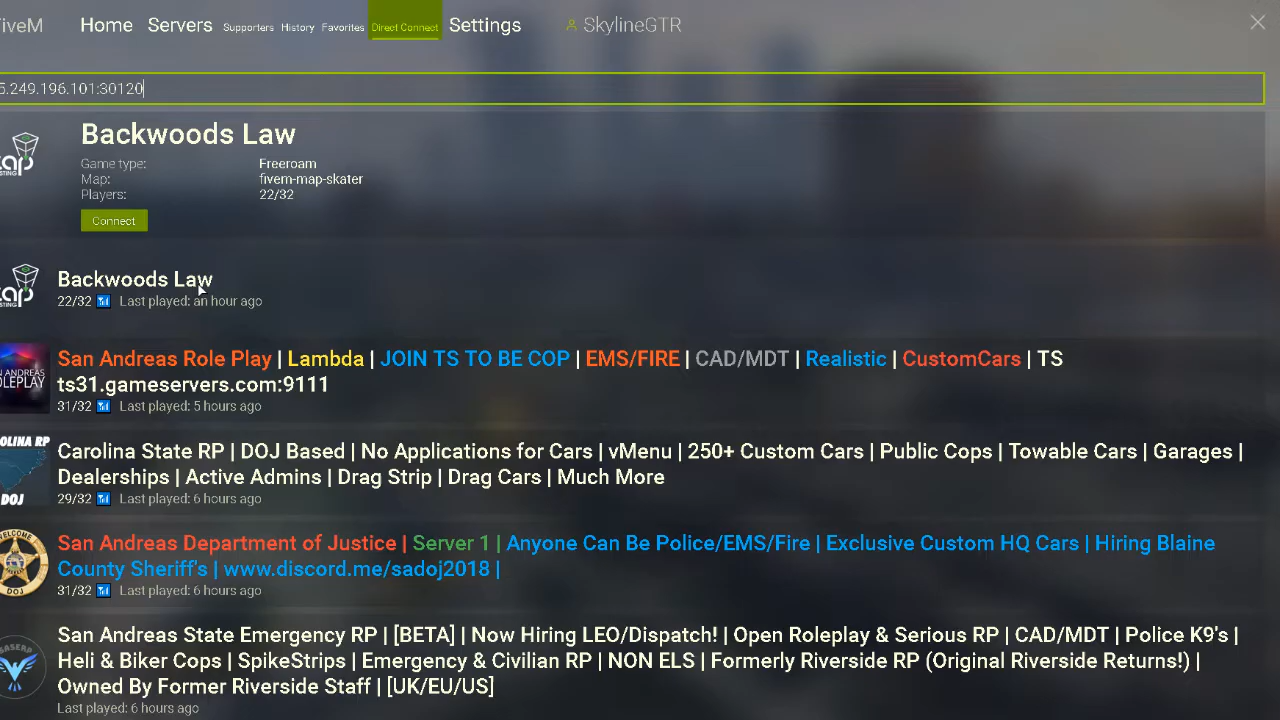 iveM Home Servers Supporters History Favorites Direct Connect Settings SkylineGTR
5.249.196.101:30120
Backwoods Law
Game type: Freeroam
Map: fivem-map-skater
Players: 22/32
Connect
Backwoods Law
22/32 Last played: an hour ago
San Andreas Role Play | Lambda | JOIN TS TO BE COP | EMS/FIRE | CAD/MDT | Realistic | CustomCars | TS
ts31.gameservers.com:9111
31/32 Last played: 5 hours ago
OLINA RP
DOJ
Carolina State RP | DOJ Based | No Applications for Cars | vMenu | 250+ Custom Cars | Public Cops | Towable Cars | Garages |
Dealerships | Active Admins | Drag Strip | Drag Cars | Much More
29/32 Last played: 6 hours ago
San Andreas Department of Justice | Server 1 | Anyone Can Be Police/EMS/Fire | Exclusive Custom HQ Cars | Hiring Blaine
County Sheriff's | www.discord.me/sadoj2018 |
31/32 Last played: 6 hours ago
San Andreas State Emergency RP | [BETA] | Now Hiring LEO/Dispatch! | Open Roleplay & Serious RP | CAD/MDT | Police K9's |
Heli & Biker Cops | SpikeStrips | Emergency & Civilian RP | NON ELS | Formerly Riverside RP (Original Riverside Returns!) |
Owned By Former Riverside Staff | [UK/EU/US]
Last played: 6 hours ago